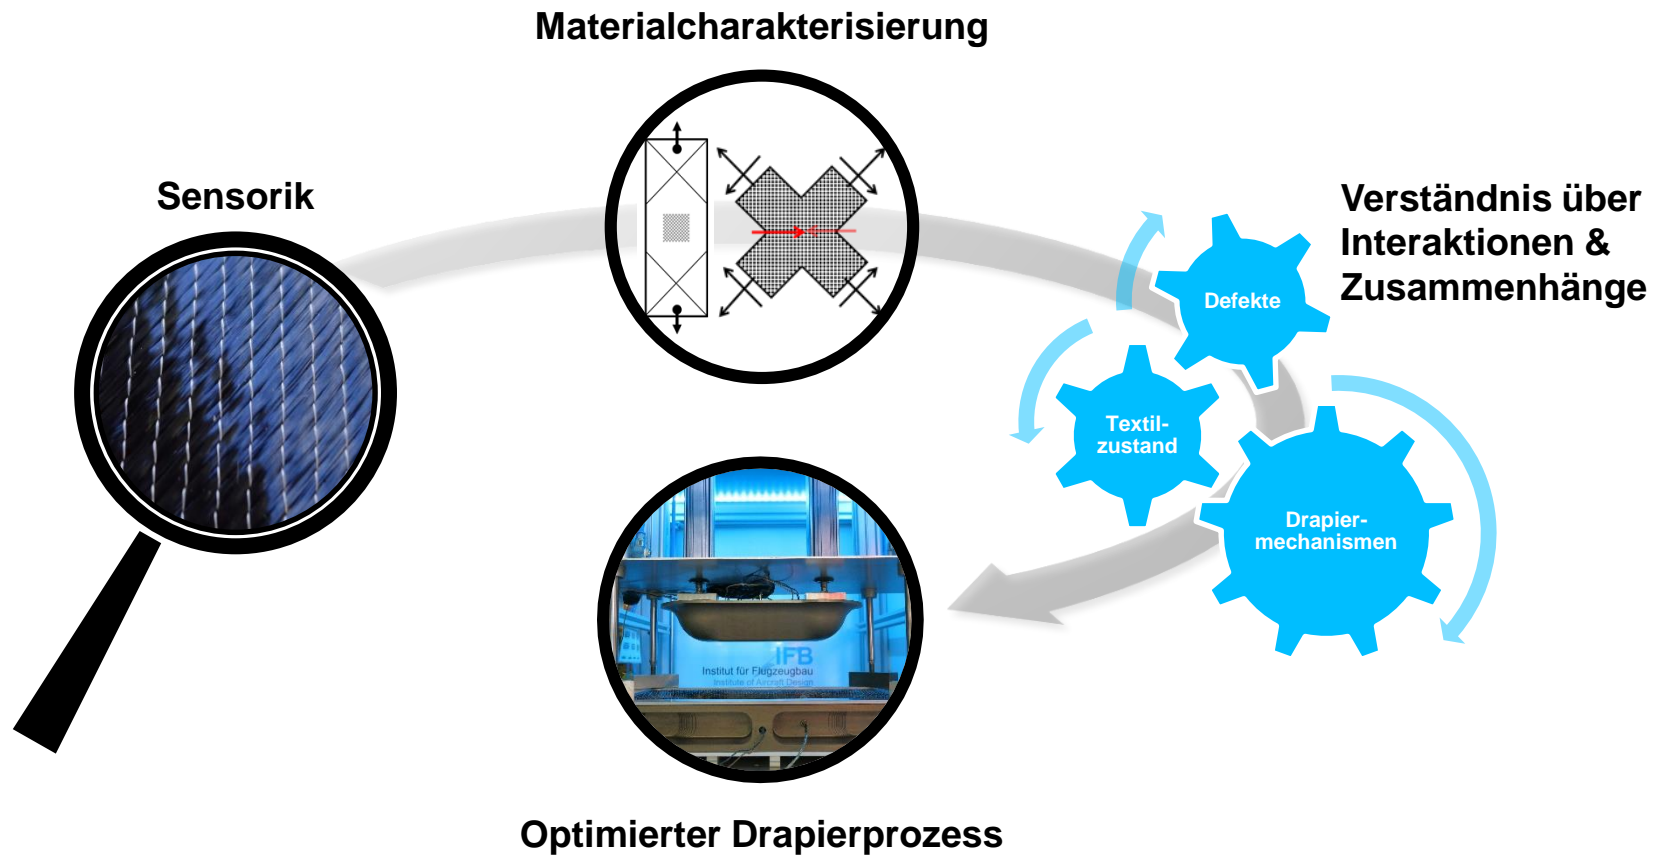 Materialcharakterisierung
Sensorik
Verständnis über
Interaktionen &
Zusammenhänge
Defekte
Textil-
zustand
Drapier-
mechanismen
IFB
Institut für Flugzeugbau
Institute of Aircraft Design
Optimierter Drapierprozess